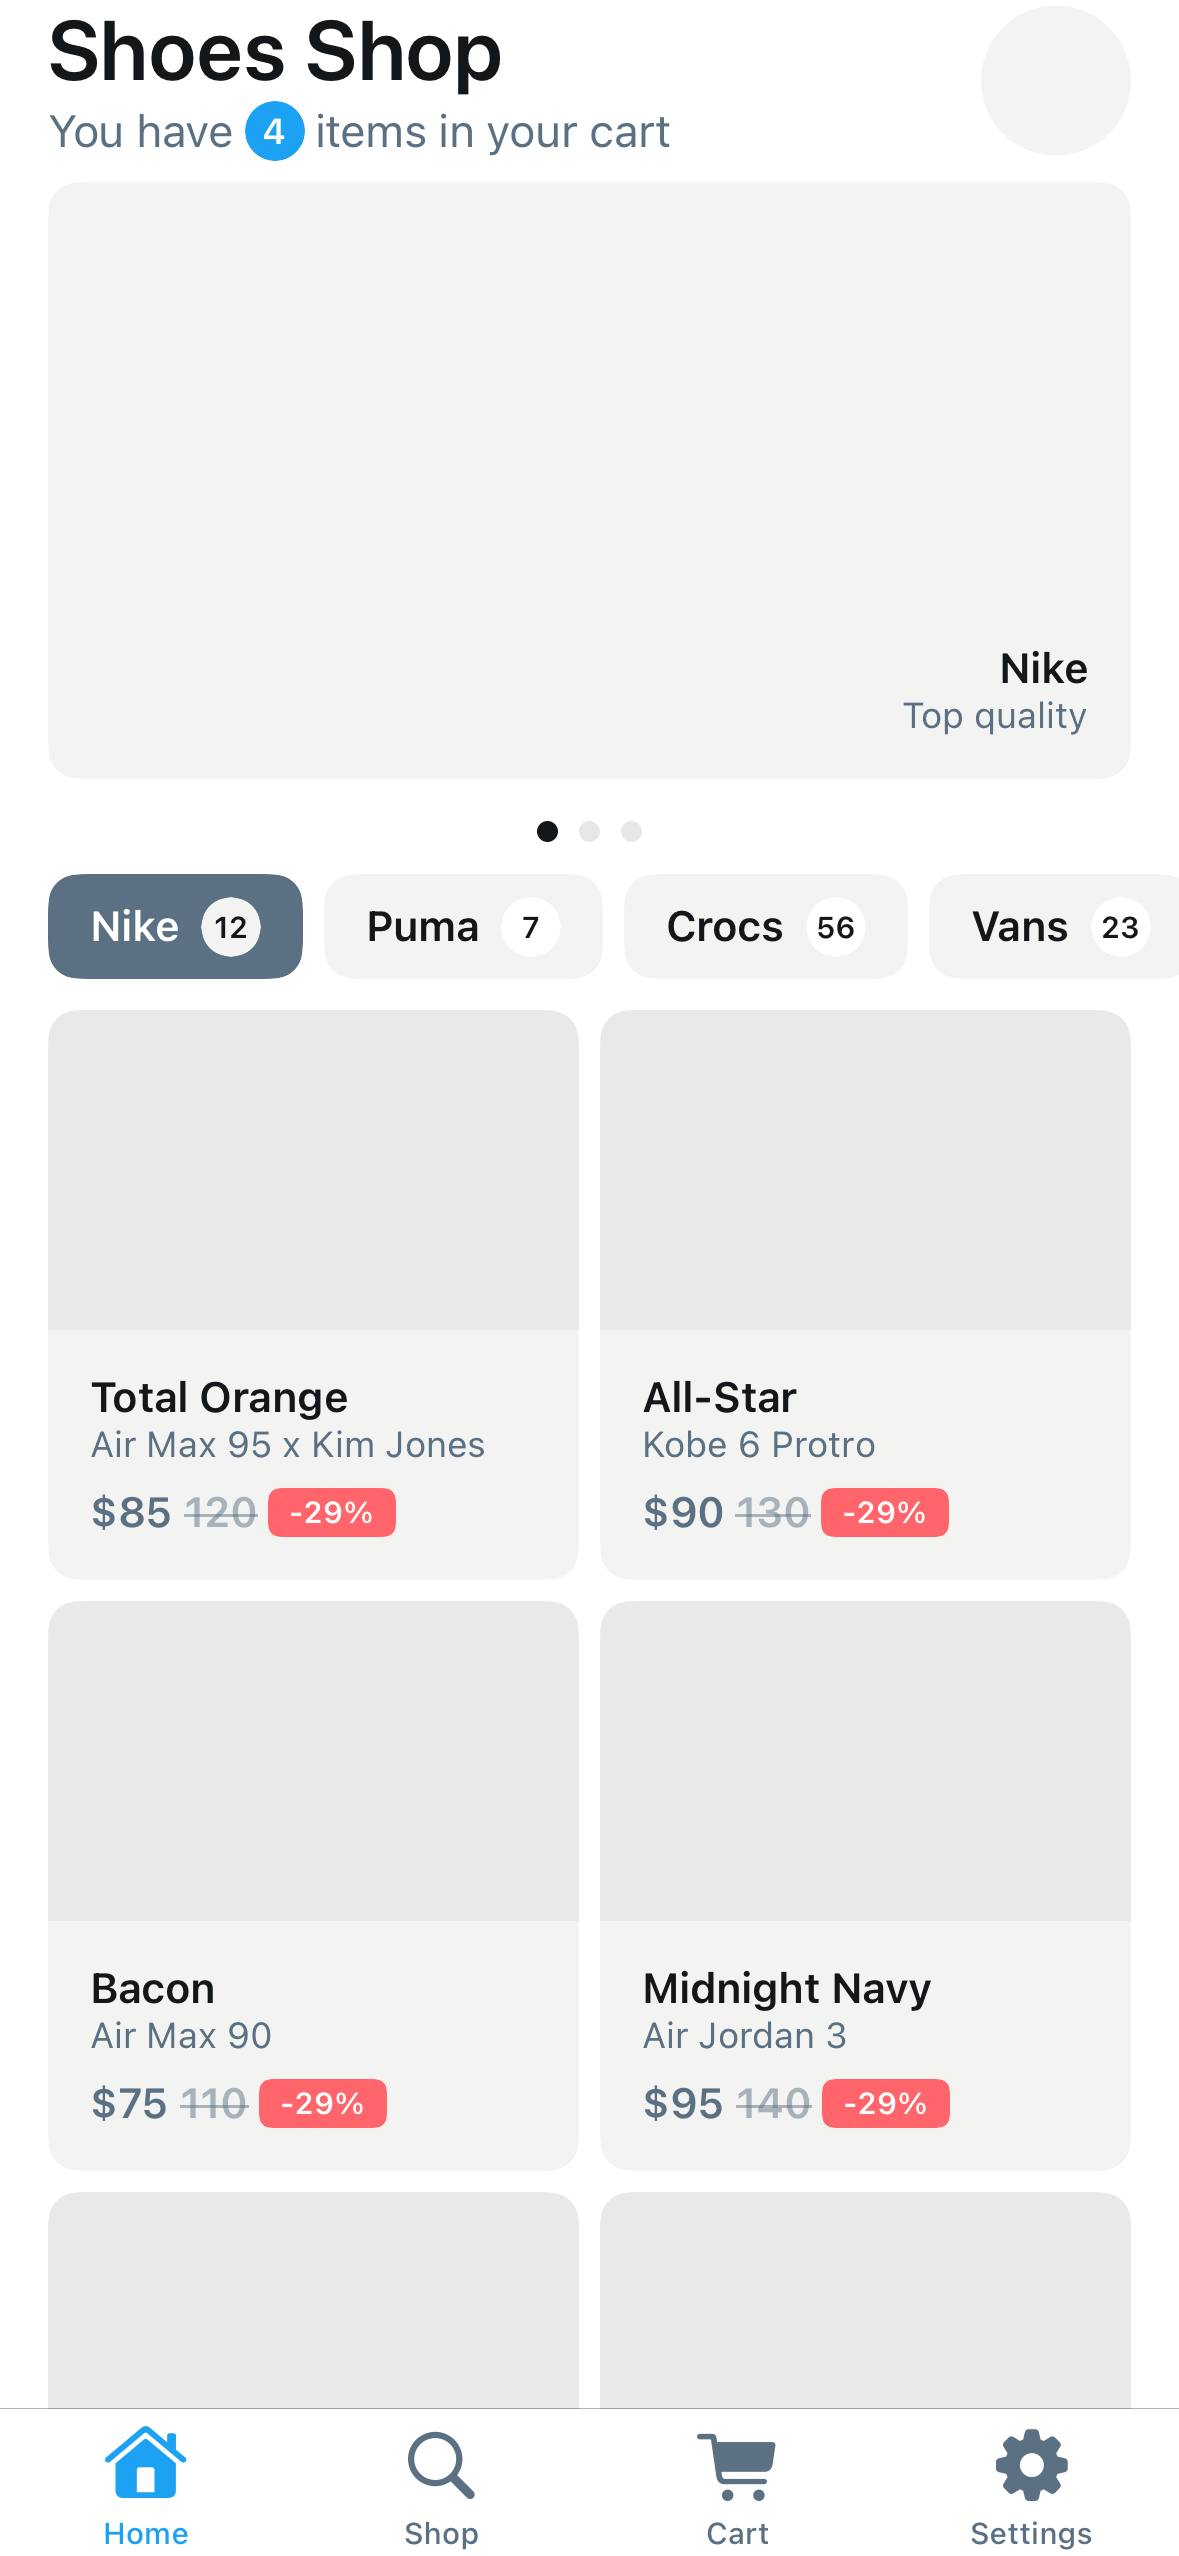 Shoes Shop
You have 4 items in your cart
Nike
Top quality
Nike 12 Puma 7 Crocs 56 Vans 23
Total Orange
Air Max 95 x Kim Jones
$85 120 -29%
All-Star
Kobe 6 Protro
$90 130 -29%
Bacon
Air Max 90
$75 110 -29%
Midnight Navy
Air Jordan 3
$95 140 -29%
Home Shop Cart Settings